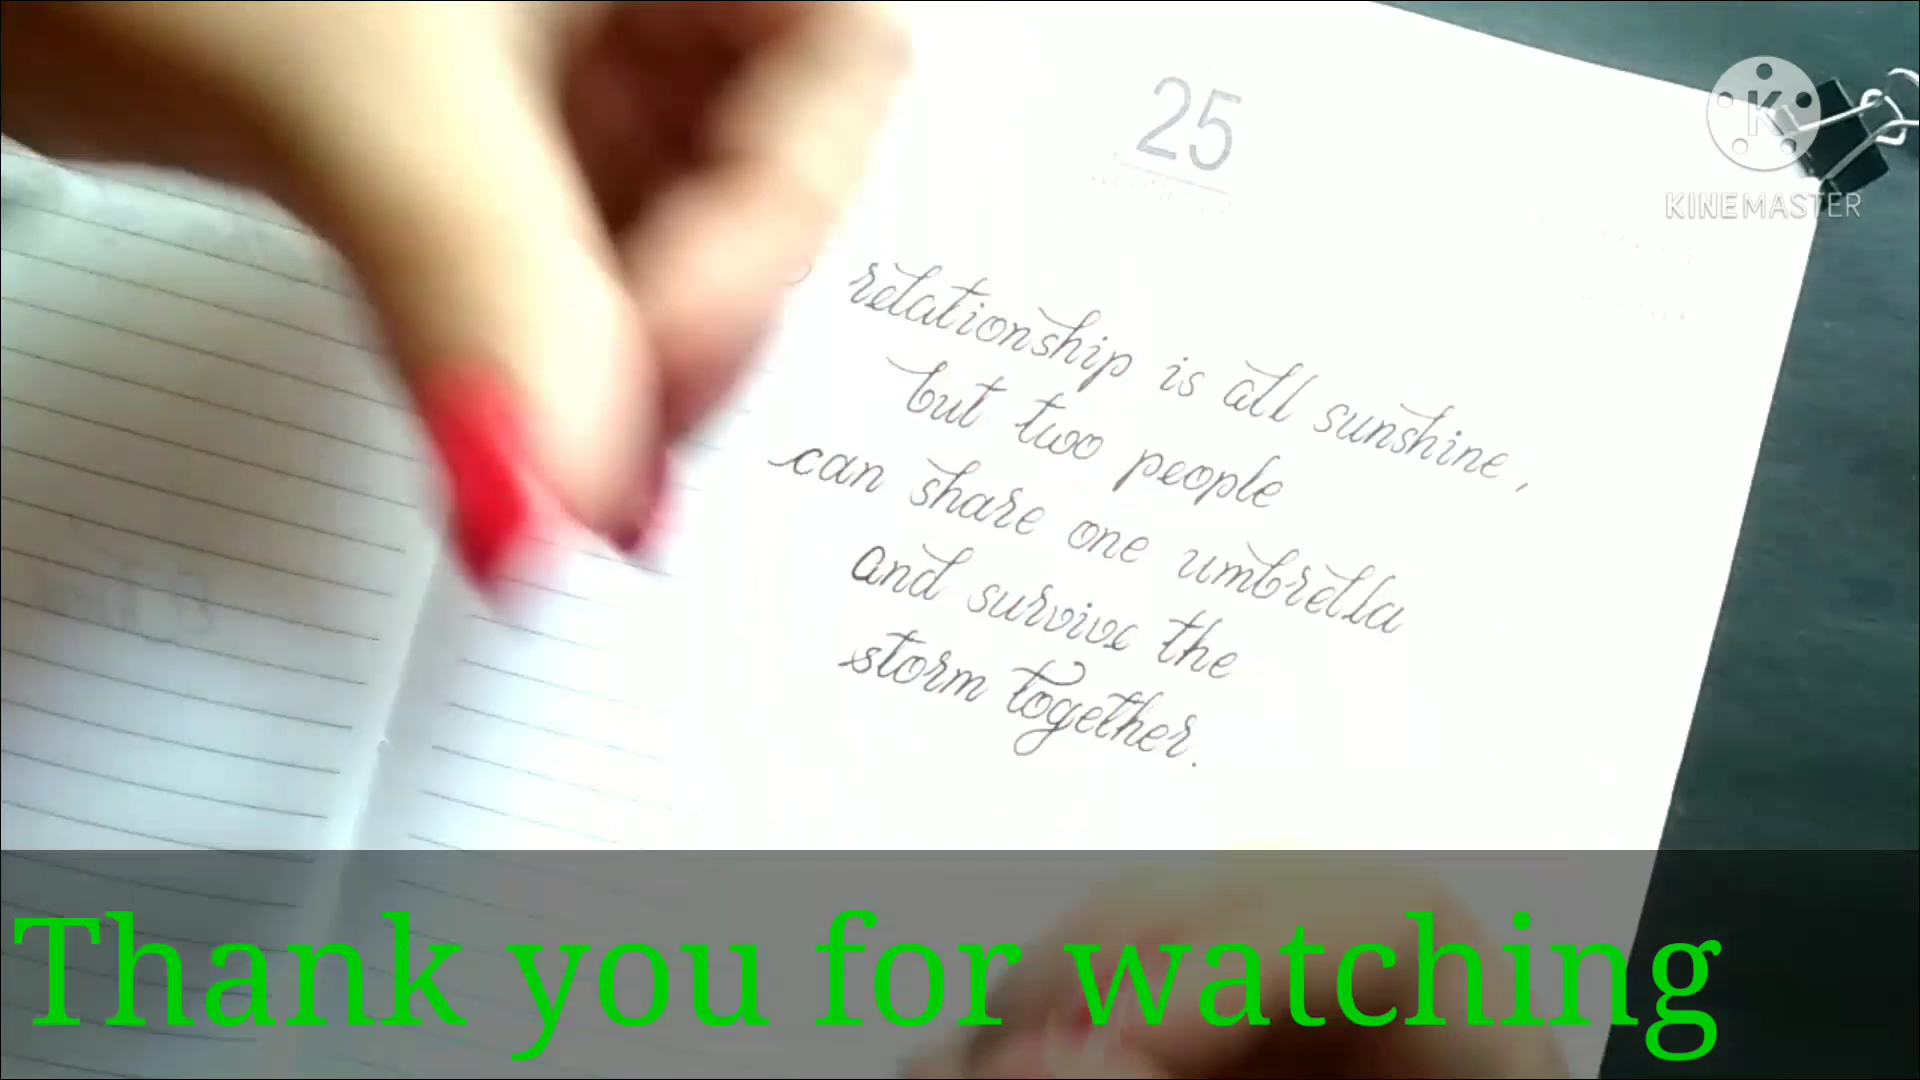 25
KINEMASTER
relationship is all sunshine,
but two people
can share one umbrella
and survive the
storm together.
Thank you for watching